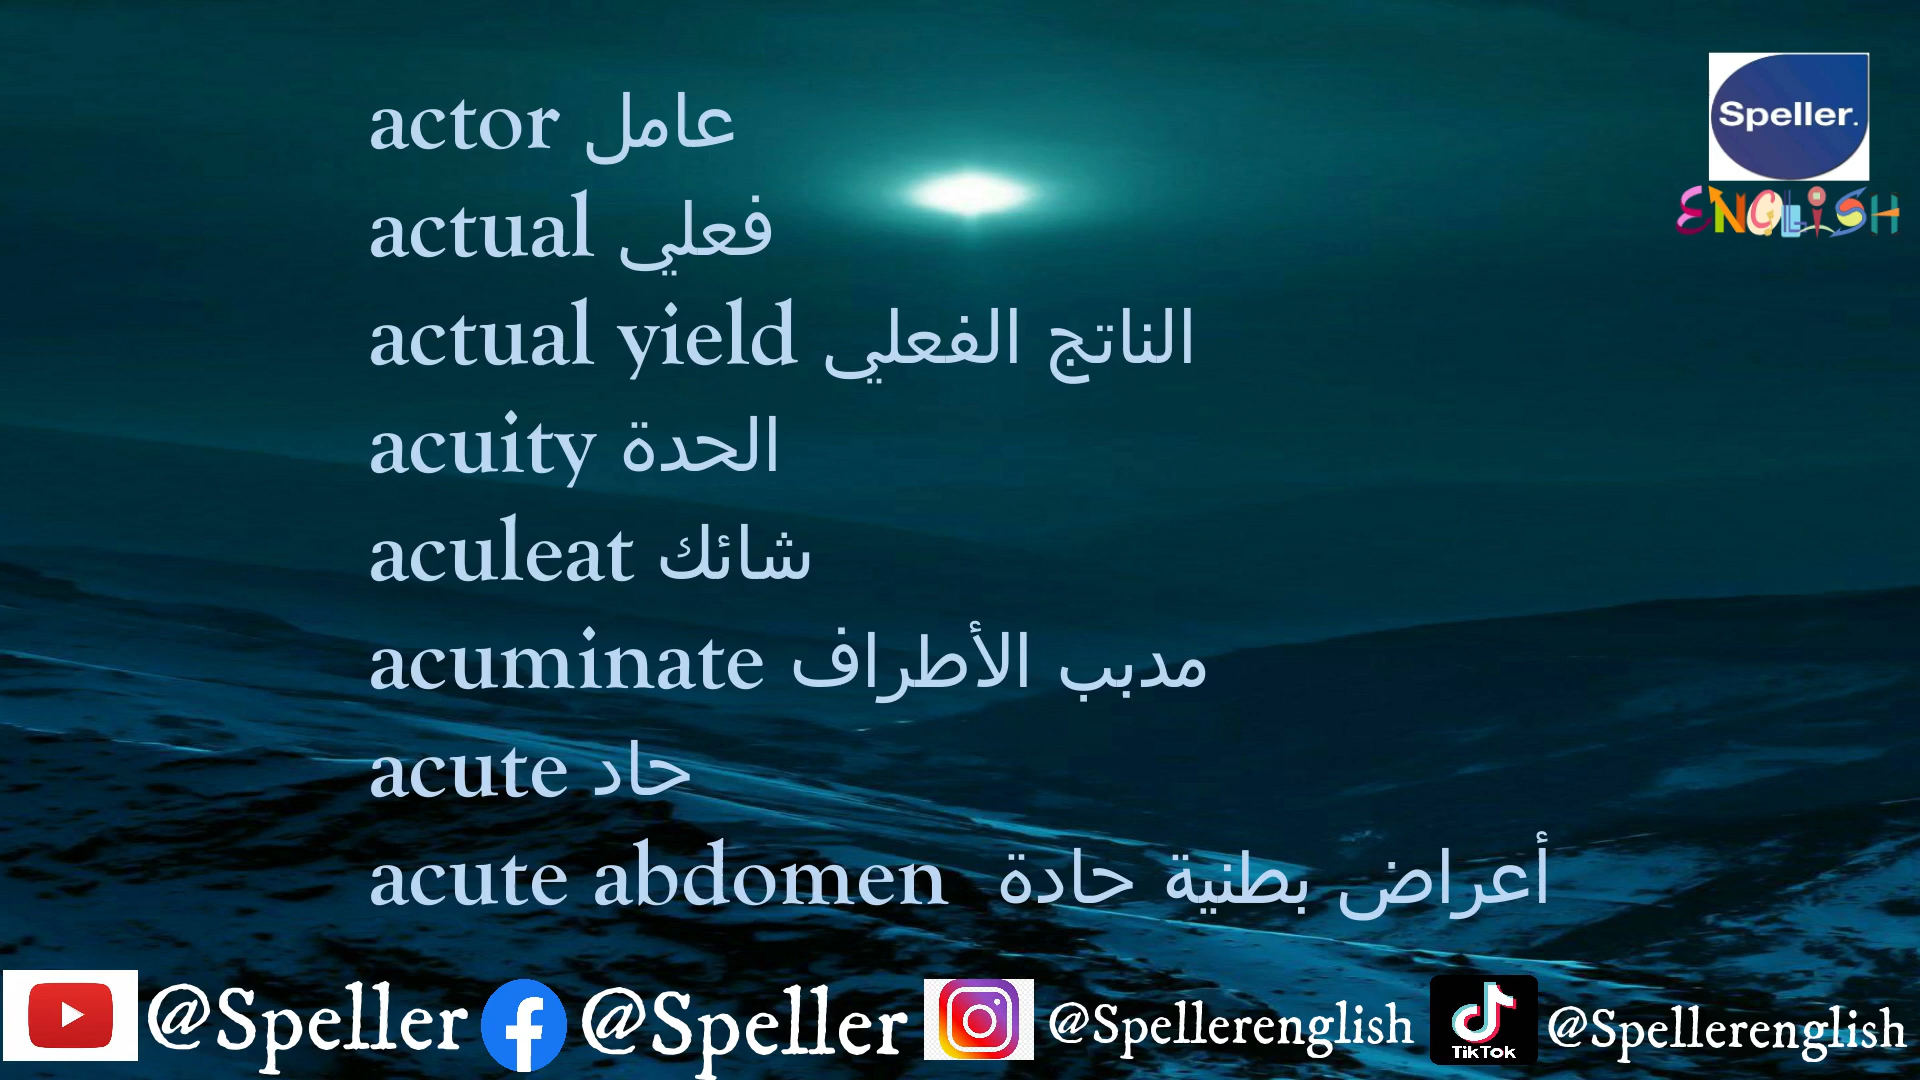 Speller.
ENGLISH
actor عامل
actual فعلي
actual yield الناتج الفعلي
acuity الحدة
aculeat شائك
acuminate مدبب الأطراف
acute حاد
acute abdomen أعراض بطنية حادة
@Speller @Speller @Spellerenglish TikTok @Spellerenglish